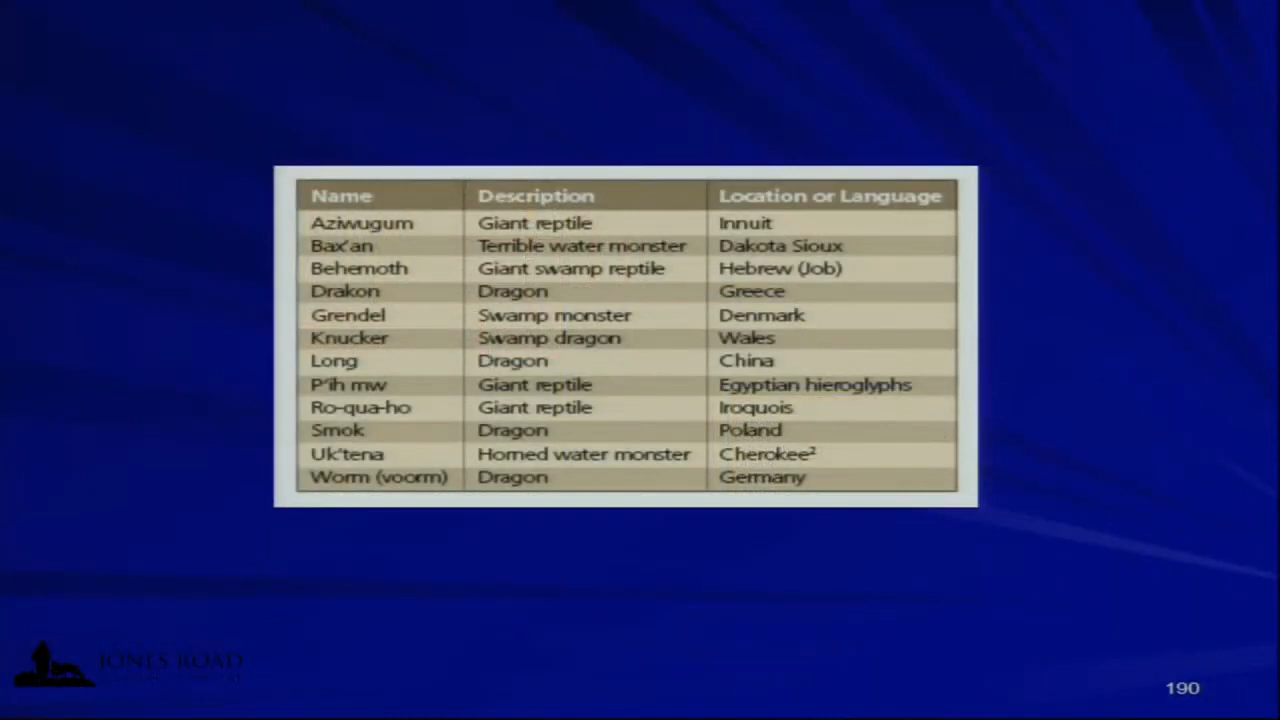 Name Description Location or Language
Aziwugum Giant reptile Innuit
Bax'an Terrible water monster Dakota Sioux
Behemoth Giant swamp reptile Hebrew (Job)
Drakon Dragon Greece
Grendel Swamp monster Denmark
Knucker Swamp dragon Wales
Long Dragon China
P'ih mw Giant reptile Egyptian hieroglyphs
Ro-qua-ho Giant reptile Iroquois
Smok Dragon Poland
Uk'tena Horned water monster Cherokee²
Worm (voorm) Dragon Germany
JONES ROAD
190